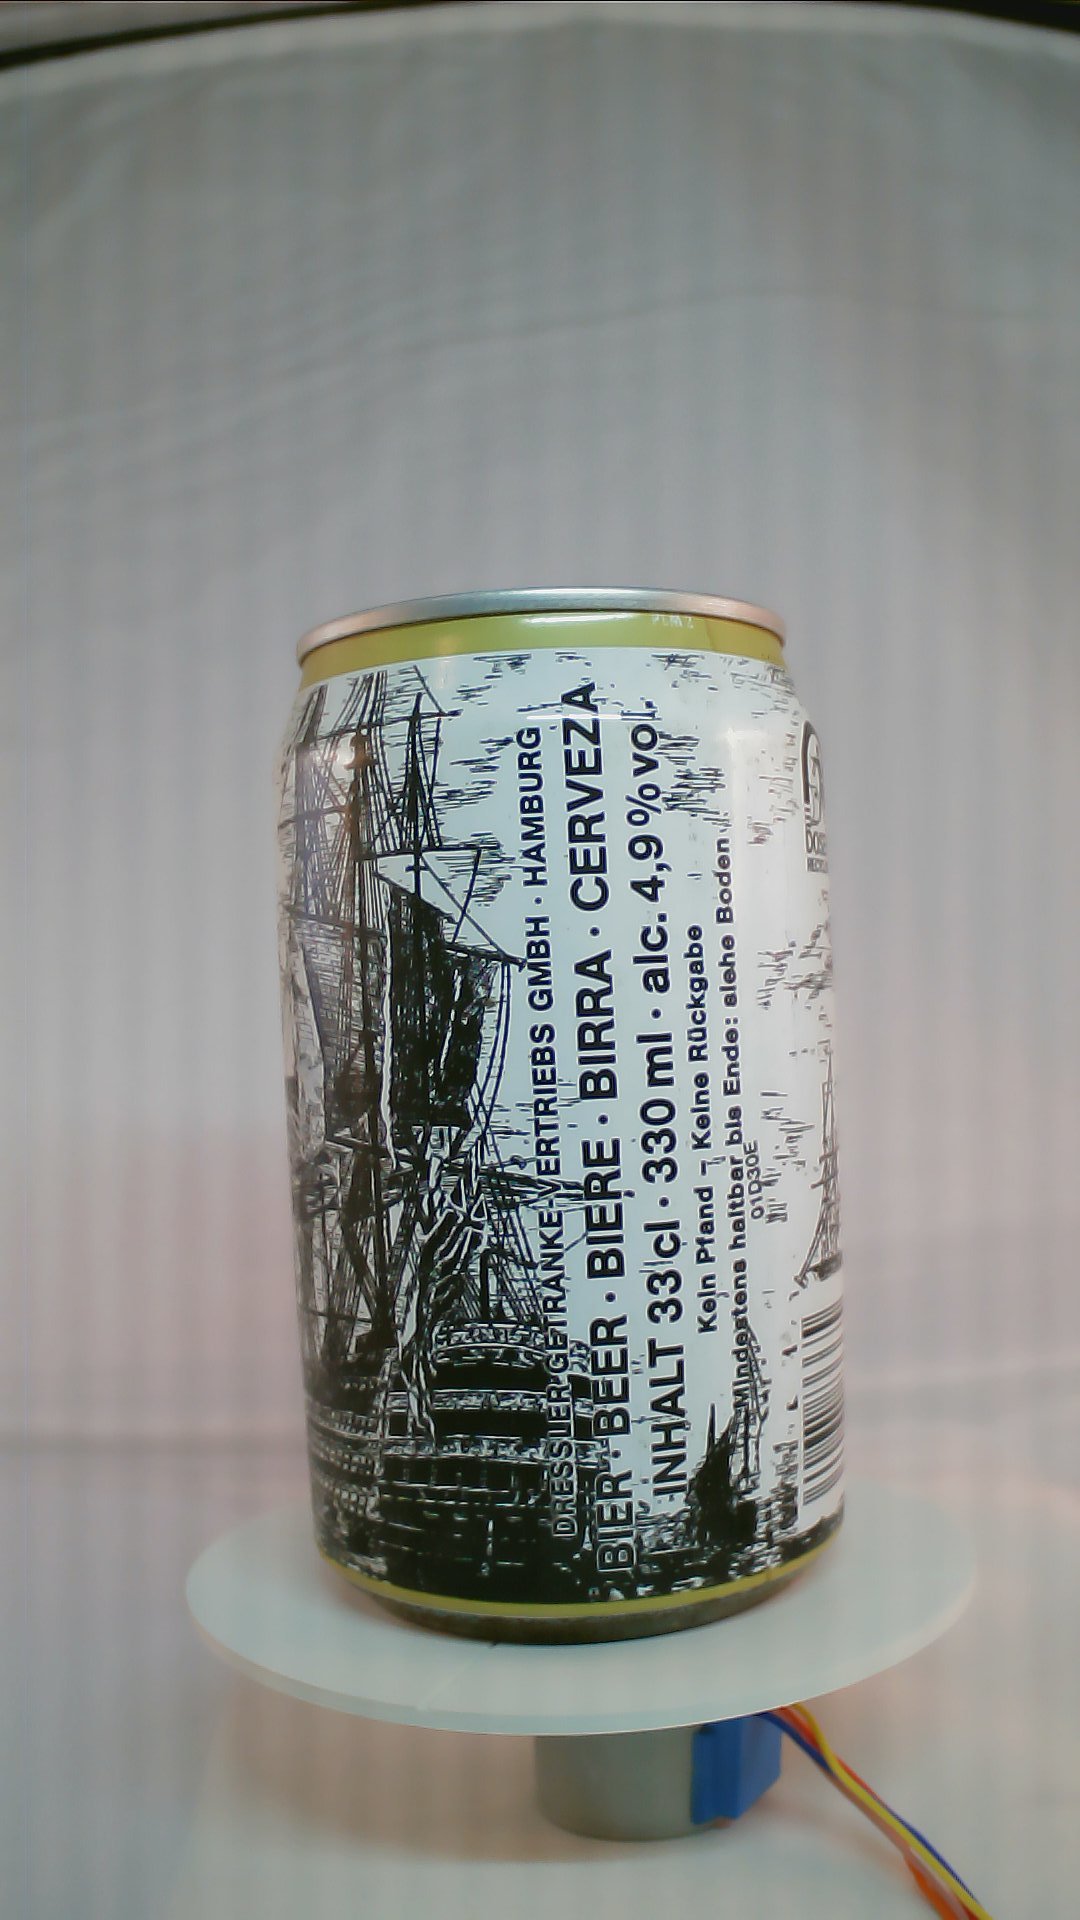 DRESSLER-GETRÄNKE-VERTRIEBS GMBH · HAMBURG
BIER · BEER · BIERE · BIRRA · CERVEZA
INHALT 33 cl · 330 ml · alc. 4,9% vol.
Kein Pfand – Keine Rückgabe
Mindestens haltbar bis Ende: siehe Boden
01D30E